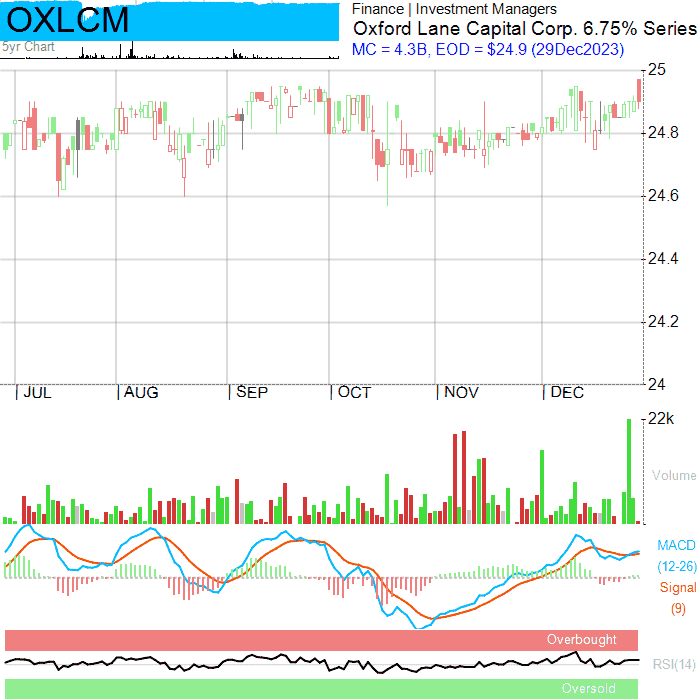 OXLCM
5yr Chart
Finance | Investment Managers
Oxford Lane Capital Corp. 6.75% Series
MC = 4.3B, EOD = $24.9 (29Dec2023)
25
24.8
24.6
24.4
24.2
24
JUL
AUG
SEP
OCT
NOV
DEC
22k
Volume
MACD
(12-26)
Signal
(9)
Overbought
RSI(14)
Oversold